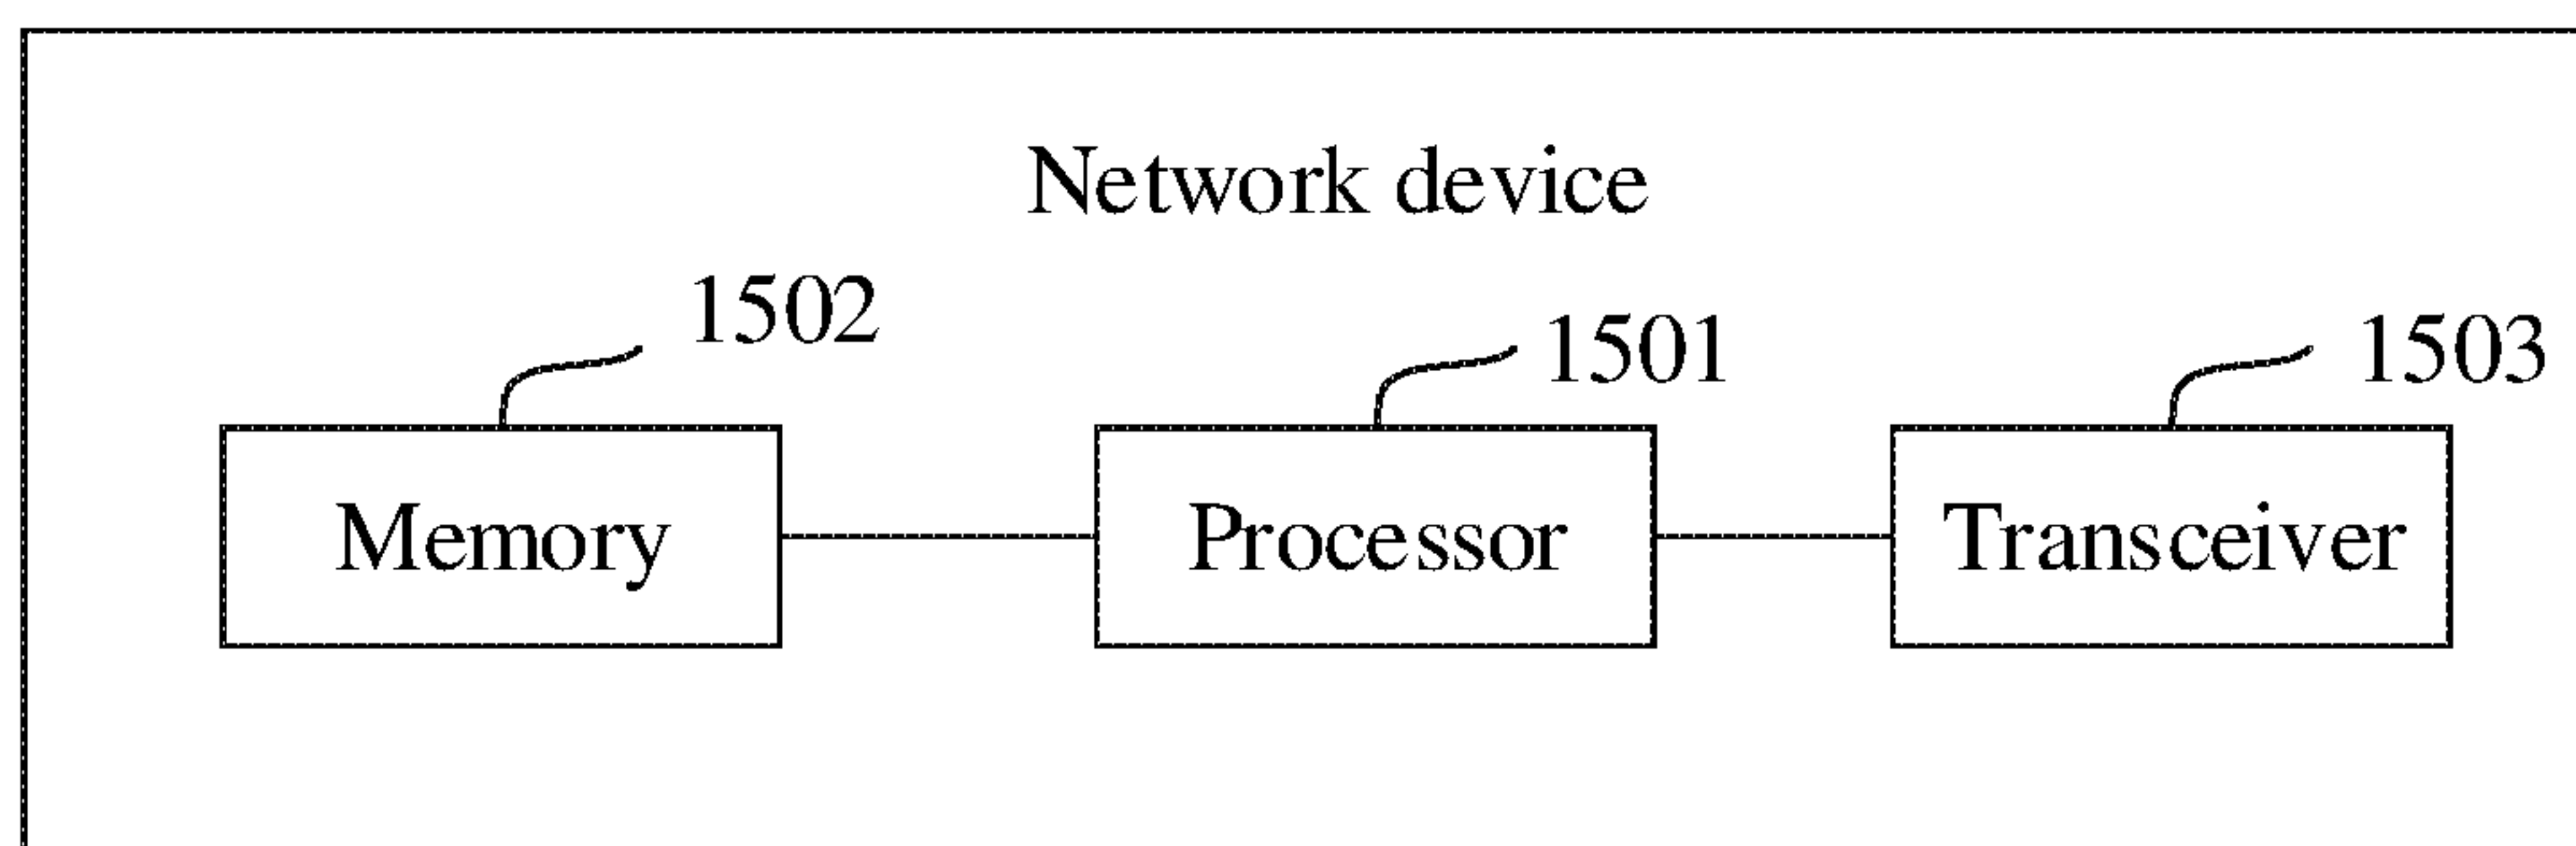 Network device
1502
1501
1503
Memory
Processor
Transceiver